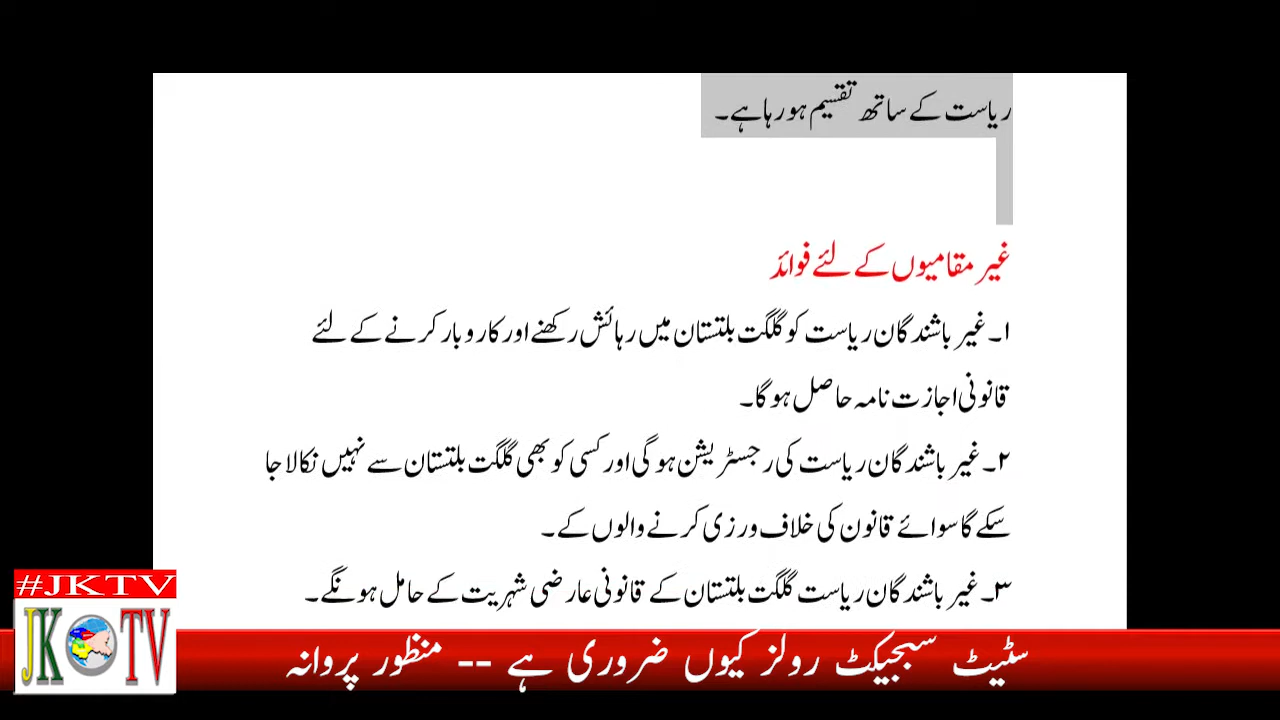 ریاست کے ساتھ تقسیم ہو رہا ہے۔
غیر مقامیوں کے لئے فوائد
۱۔ غیر باشندگان ریاست کو گلگت بلتستان میں رہائش رکھنے اور کاروبار کرنے کے لئے
قانونی اجازت نامہ حاصل ہو گا۔
۲۔ غیر باشندگان ریاست کی رجسٹریشن ہو گی اور کسی کو بھی گلگت بلتستان سے نہیں نکالا جا
سکے گا سوائے قانون کی خلاف ورزی کرنے والوں کے۔
۳۔ غیر باشندگان ریاست گلگت بلتستان کے قانونی عارضی شہریت کے حامل ہونگے۔
#JKTV
JK TV
سٹیٹ سبجیکٹ رولز کیوں ضروری ہے -- منظور پروانہ